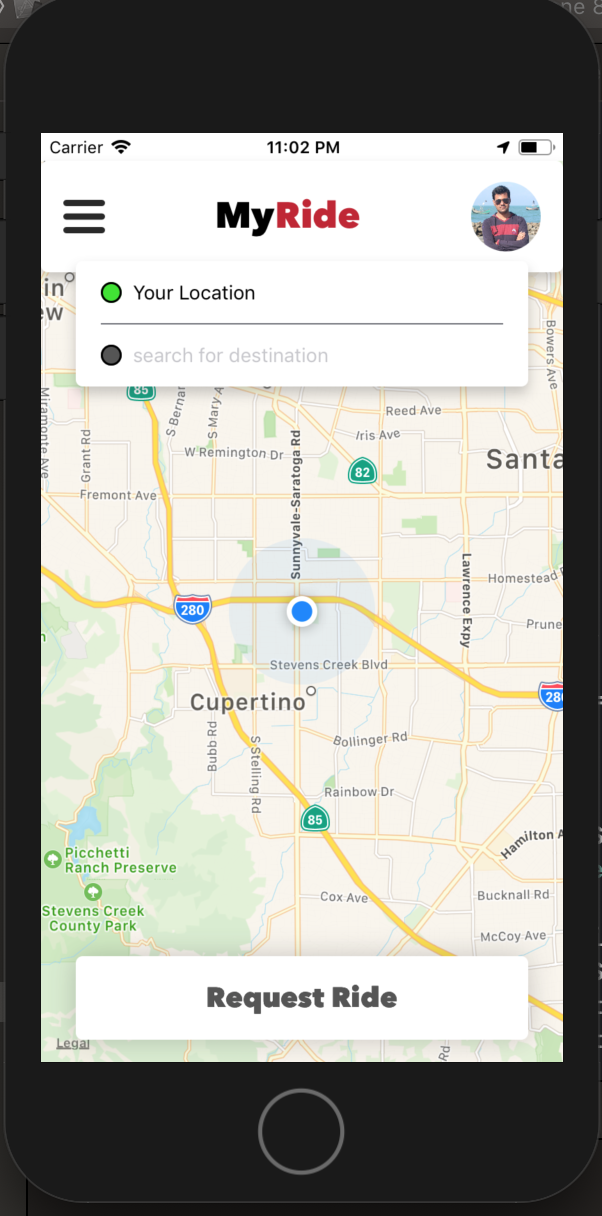 ne 8
Carrier
11:02 PM
MyRide
Your Location
search for destination
in
ew
Bowers Ave
85
Miramonte Ave
Grant Rd
S Bernar
S Mary A
Reed Ave
Iris Ave
W Remington Dr
82
Santa
Sunnyvale-Saratoga Rd
Fremont Ave
Lawrence Expy
Homestead
280
Prune
n
Stevens Creek Blvd
Cupertino
28
Bubb Rd
S Stelling Rd
Bollinger Rd
Rainbow Dr
85
Hamilton A
Picchetti
Ranch Preserve
Stevens Creek
County Park
Cox Ave
Bucknall Rd
McCoy Ave
Request Ride
Legal
Rd